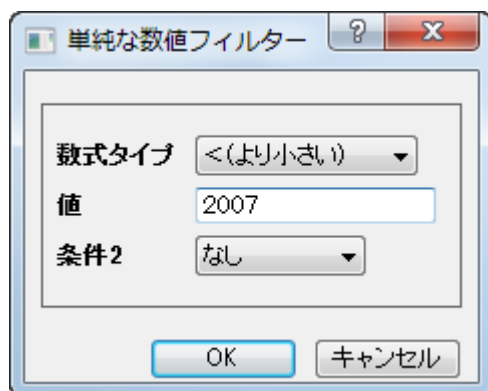 単純な数値フィルター
数式タイプ <(より小さい)
値 2007
条件2 なし
OK キャンセル